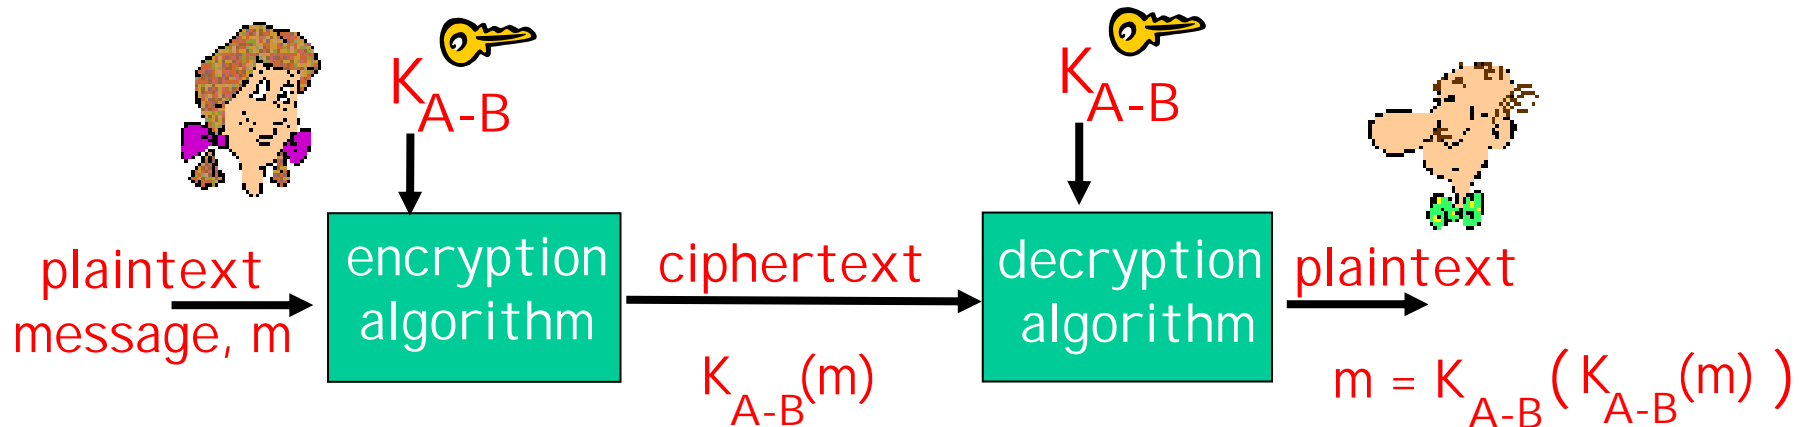 K A-B
K A-B
plaintext
message, m
encryption
algorithm
ciphertext
K A-B (m)
decryption
algorithm
plaintext
m = K A-B ( K A-B (m) )